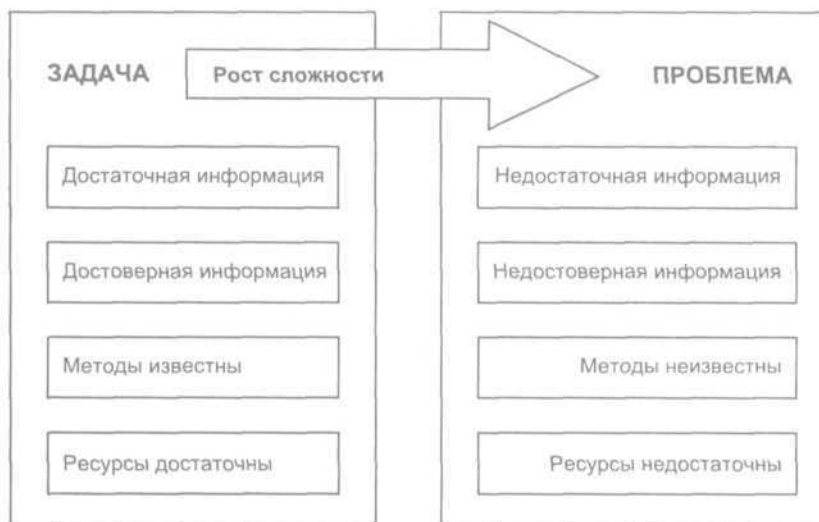 ЗАДАЧА
Рост сложности
ПРОБЛЕМА
Достаточная информация
Недостаточная информация
Достоверная информация
Недостоверная информация
Методы известны
Методы неизвестны
Ресурсы достаточны
Ресурсы недостаточны